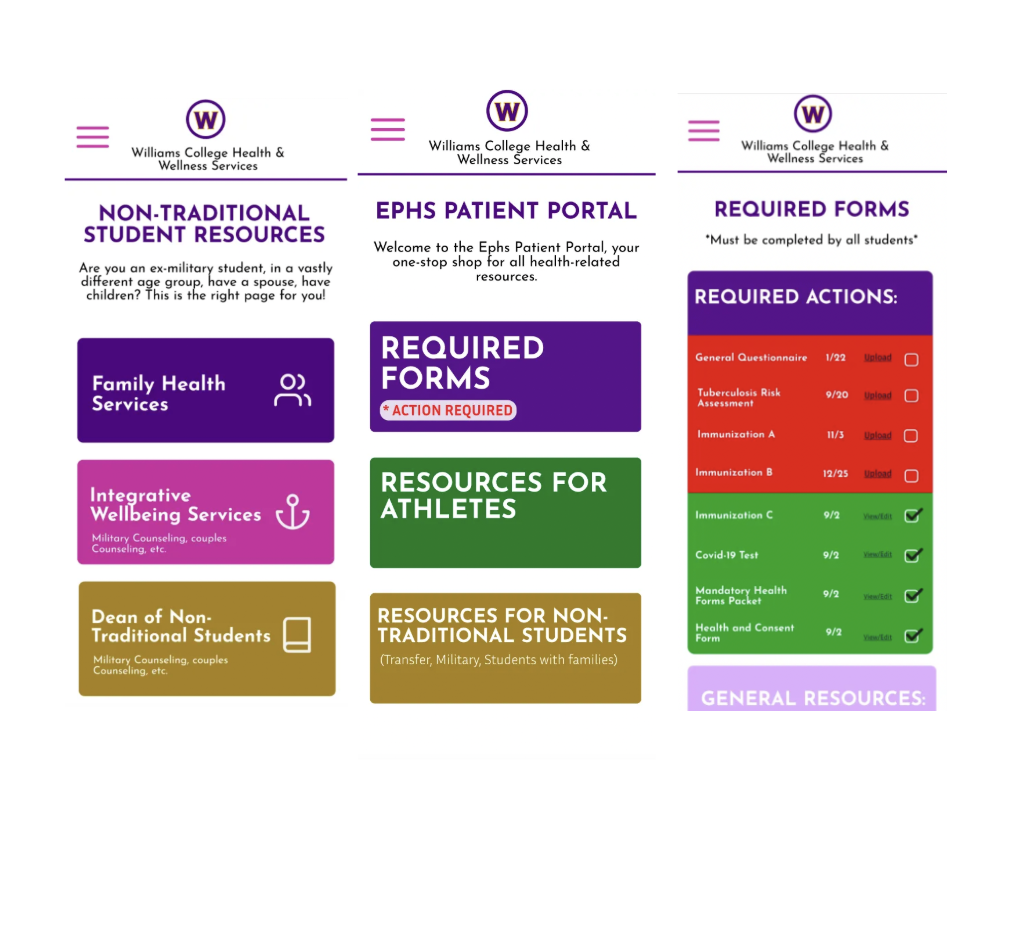 W
Williams College Health &
Wellness Services
NON-TRADITIONAL
STUDENT RESOURCES
Are you an ex-military student, in a vastly
different age group, have a spouse, have
children? This is the right page for you!
Family Health
Services
Integrative
Wellbeing Services
Military Counseling, couples
Counseling, etc.
Dean of Non-
Traditional Students
Military Counseling, couples
Counseling, etc.
W
Williams College Health &
Wellness Services
EPHS PATIENT PORTAL
Welcome to the Ephs Patient Portal, your
one-stop shop for all health-related
resources.
REQUIRED
FORMS
* ACTION REQUIRED
RESOURCES FOR
ATHLETES
RESOURCES FOR NON-
TRADITIONAL STUDENTS
(Transfer, Military, Students with families)
W
Williams College Health &
Wellness Services
REQUIRED FORMS
*Must be completed by all students*
REQUIRED ACTIONS:
General Questionnaire 1/22 Upload
Tuberculosis Risk
Assessment 9/20 Upload
Immunization A 11/3 Upload
Immunization B 12/25 Upload
Immunization C 9/2 View/Edit
Covid-19 Test 9/2 View/Edit
Mandatory Health
Forms Packet 9/2 View/Edit
Health and Consent
Form 9/2 View/Edit
GENERAL RESOURCES: